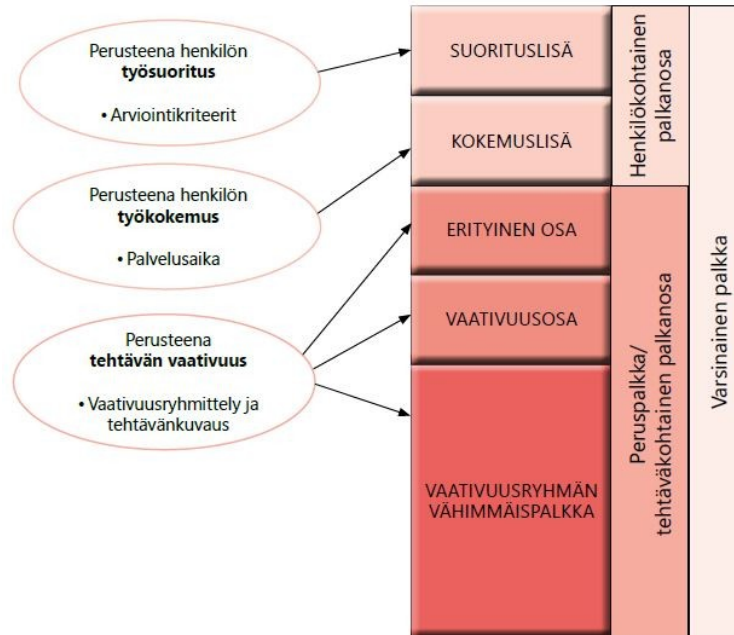 Perusteena henkilön
työsuoritus
• Arviointikriteerit
Perusteena henkilön
työkokemus
• Palvelusaika
Perusteena
tehtävän vaativuus
• Vaativuusryhmittely ja
tehtävänkuvaus
SUORITUSLISÄ
KOKEMUSLISÄ
ERITYINEN OSA
VAATIVUUSOSA
VAATIVUUSRYHMÄN
VÄHIMMÄISPALKKA
Henkilökohtainen
palkanosa
Peruspalkka/
tehtäväkohtainen palkanosa
Varsinainen palkka